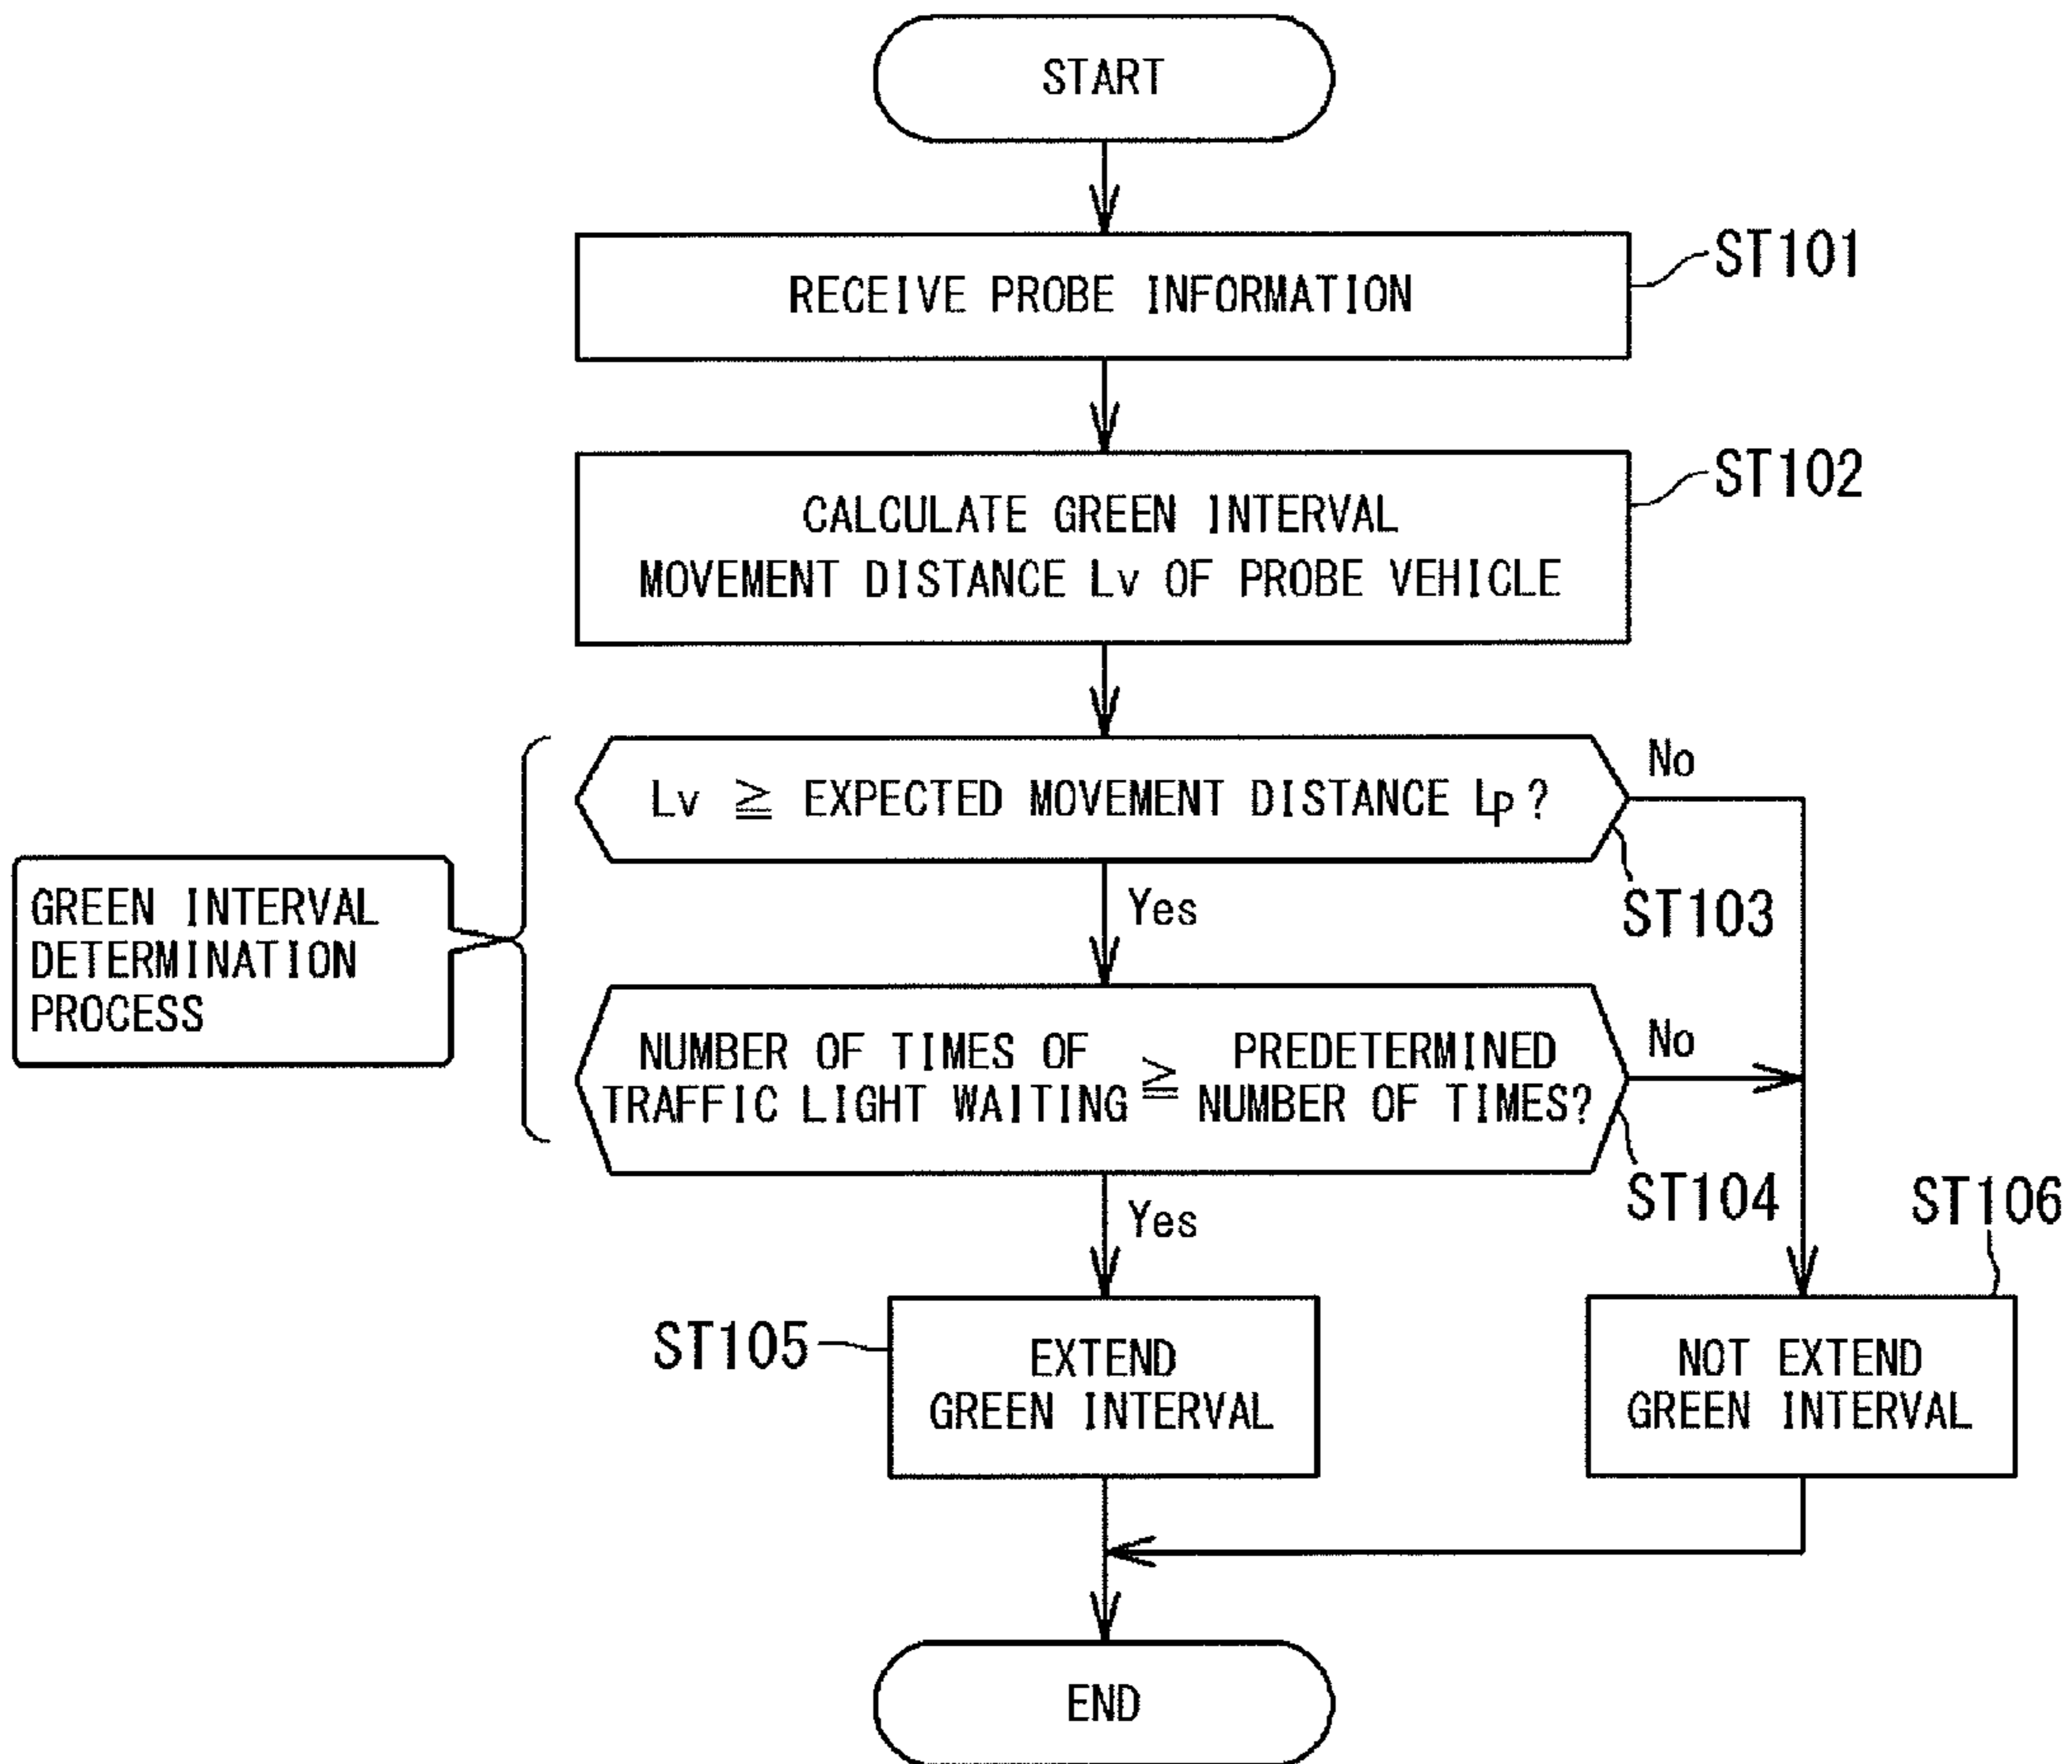 START
RECEIVE PROBE INFORMATION
ST101
CALCULATE GREEN INTERVAL
MOVEMENT DISTANCE Lv OF PROBE VEHICLE
ST102
Lv ≧ EXPECTED MOVEMENT DISTANCE Lp?
No
ST103
Yes
GREEN INTERVAL
DETERMINATION
PROCESS
NUMBER OF TIMES OF
TRAFFIC LIGHT WAITING
≧
PREDETERMINED
NUMBER OF TIMES?
No
ST104
Yes
ST105
EXTEND
GREEN INTERVAL
ST106
NOT EXTEND
GREEN INTERVAL
END